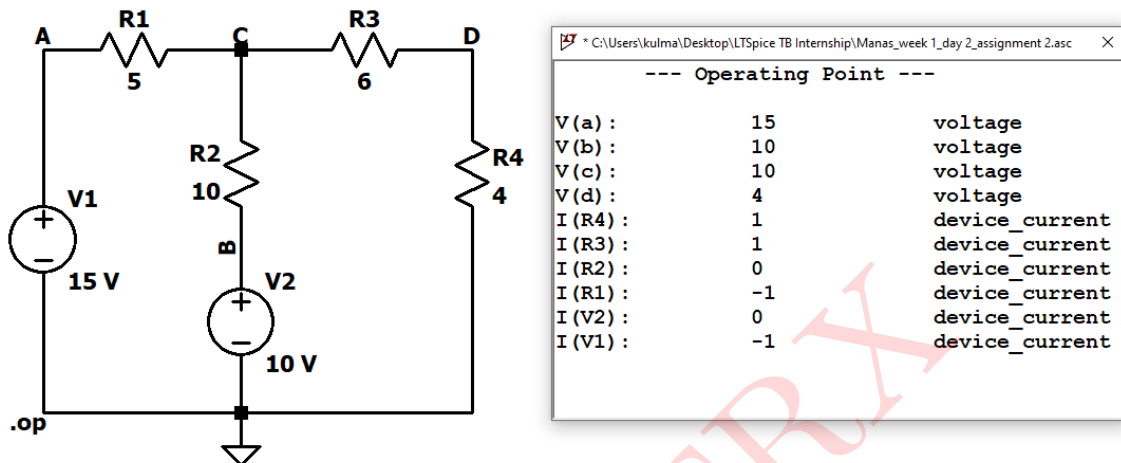 R1
R3
A
C
D
5
6
R2
10
R4
4
V1
B
15 V
V2
10 V
.op
* C:\Users\kulma\Desktop\LTSpice TB Internship\Manas_week 1_day 2_assignment 2.asc
--- Operating Point ---
V(a): 15 voltage
V(b): 10 voltage
V(c): 10 voltage
V(d): 4 voltage
I(R4): 1 device_current
I(R3): 1 device_current
I(R2): 0 device_current
I(R1): -1 device_current
I(V2): 0 device_current
I(V1): -1 device_current